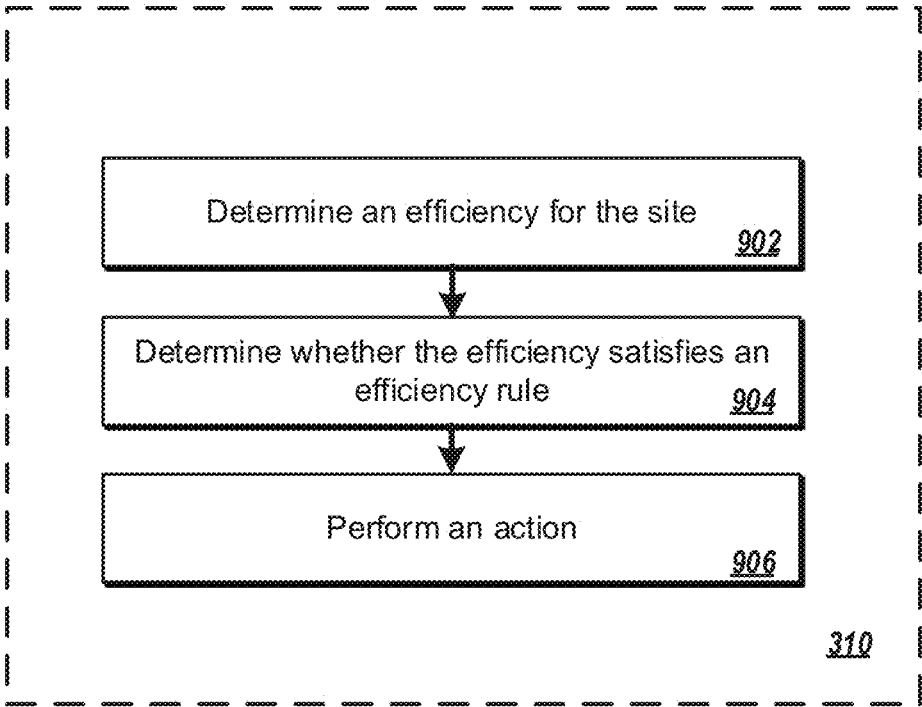 Determine an efficiency for the site
902
Determine whether the efficiency satisfies an
efficiency rule
904
Perform an action
906
310